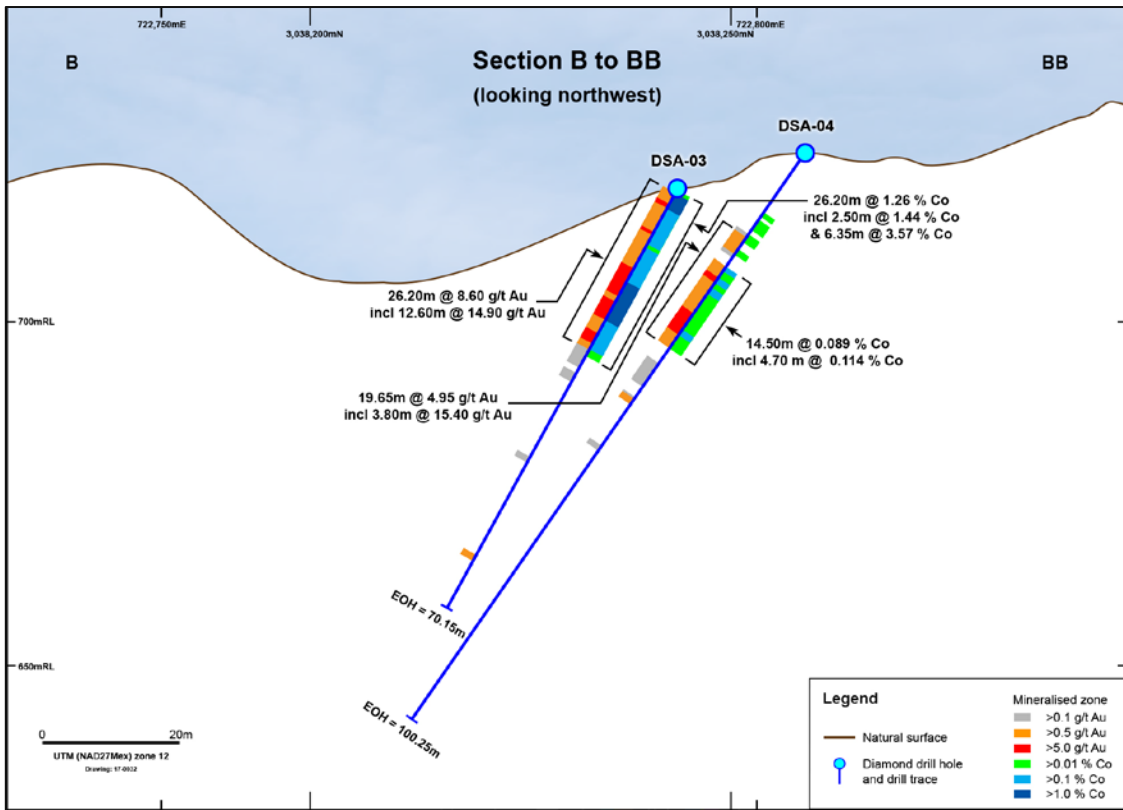 722,750mE
3,038,200mN
722,800mE
3,038,250mN
B
Section B to BB
(looking northwest)
BB
DSA-04
DSA-03
26.20m @ 1.26 % Co
incl 2.50m @ 1.44 % Co
& 6.35m @ 3.57 % Co
26.20m @ 8.60 g/t Au
incl 12.60m @ 14.90 g/t Au
700mRL
14.50m @ 0.089 % Co
incl 4.70 m @ 0.114 % Co
19.65m @ 4.95 g/t Au
incl 3.80m @ 15.40 g/t Au
EOH = 70.15m
650mRL
EOH = 100.25m
0 20m
UTM (NAD27Mex) zone 12
Drawing: 17-0032
Legend
Natural surface
Diamond drill hole
and drill trace
Mineralised zone
>0.1 g/t Au
>0.5 g/t Au
>5.0 g/t Au
>0.01 % Co
>0.1 % Co
>1.0 % Co